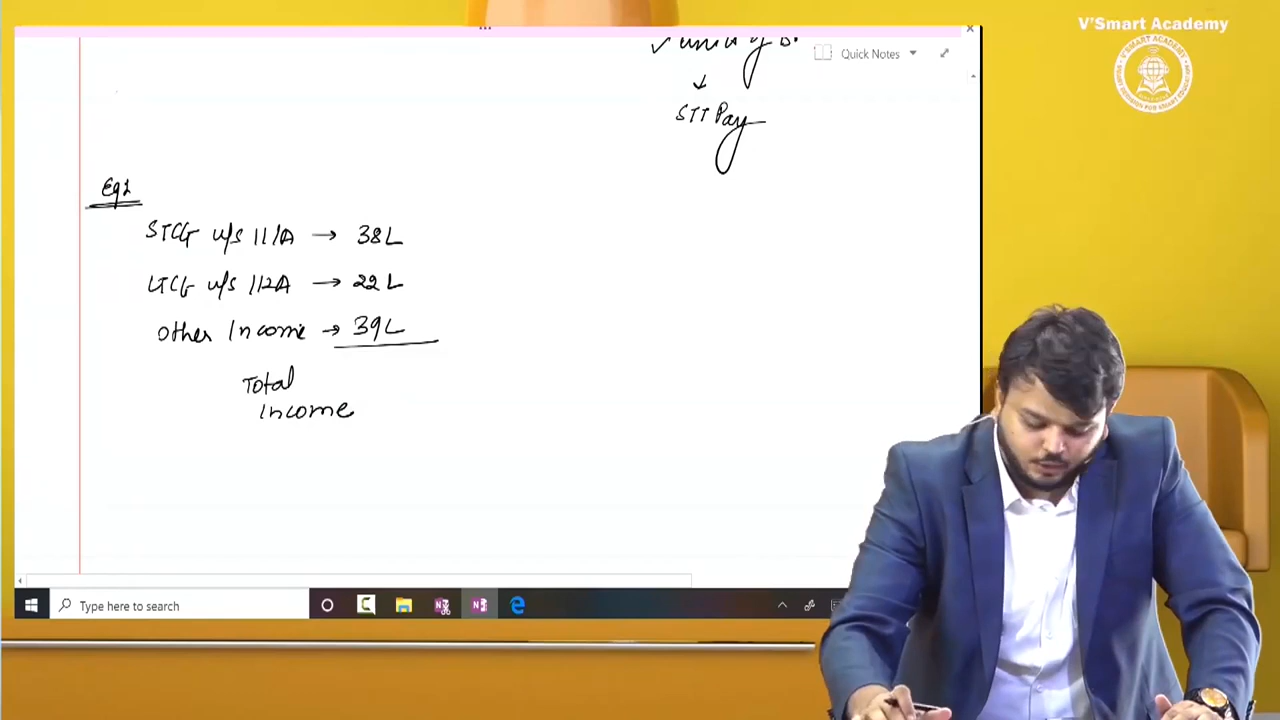 V'Smart Academy
Quick Notes
↓
STT Pay
Eg1
STCG u/s 111A → 38L
LTCG u/s 112A → 22L
Other Income → 39L
Total
Income
Type here to search